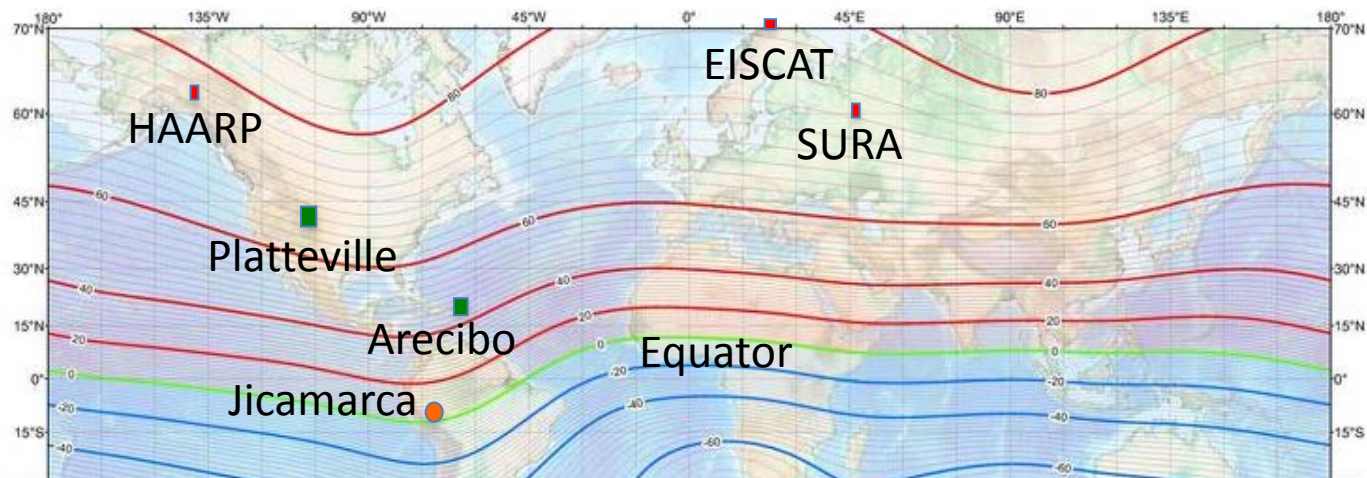 180° 135°W 90°W 45°W 0° 45°E 90°E 135°E 180°
70°N 70°N
EISCAT
80 80
HAARP
60°N 60°N
SURA
60 60 60
45°N 45°N
Platteville
30°N 30°N
40 40 40
Arecibo
15°N 20 20 15°N
20
0 Equator 0
0° 0 -20 -20 0°
Jicamarca
-20 -40 -40
15°S 15°S
-40 -60 -60